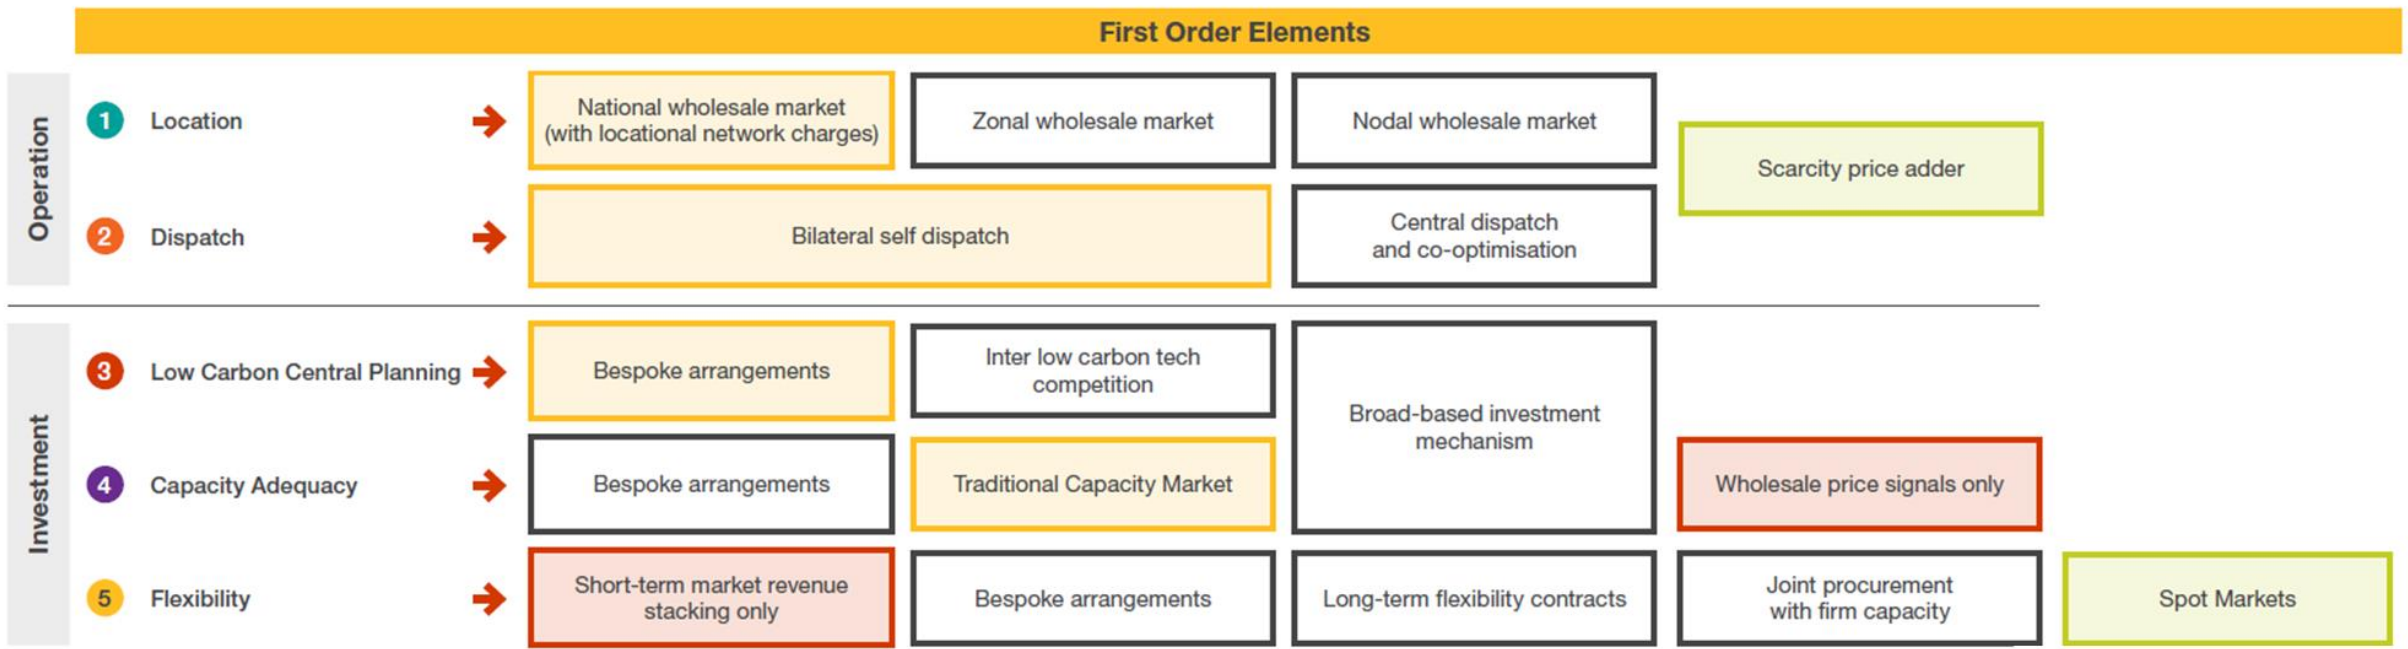 First Order Elements
Operation
1 Location
National wholesale market
(with locational network charges)
Zonal wholesale market
Nodal wholesale market
Scarcity price adder
2 Dispatch
Bilateral self dispatch
Central dispatch
and co-optimisation
Investment
3 Low Carbon Central Planning
Bespoke arrangements
Inter low carbon tech
competition
Broad-based investment
mechanism
4 Capacity Adequacy
Bespoke arrangements
Traditional Capacity Market
Wholesale price signals only
5 Flexibility
Short-term market revenue
stacking only
Bespoke arrangements
Long-term flexibility contracts
Joint procurement
with firm capacity
Spot Markets